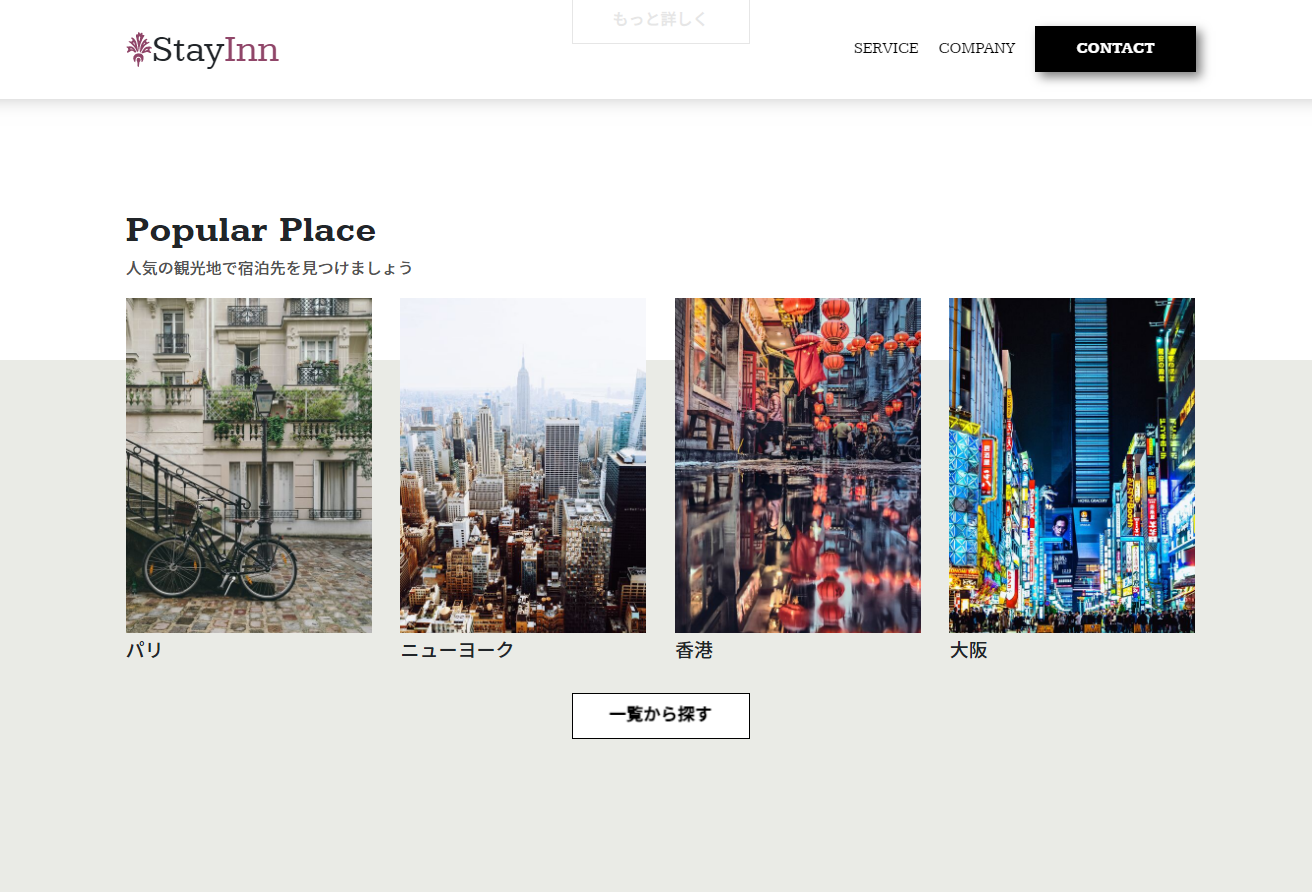 もっと詳しく
StayInn
SERVICE
COMPANY
CONTACT
Popular Place
人気の観光地で宿泊先を見つけましょう
パリ
ニューヨーク
香港
大阪
一覧から探す